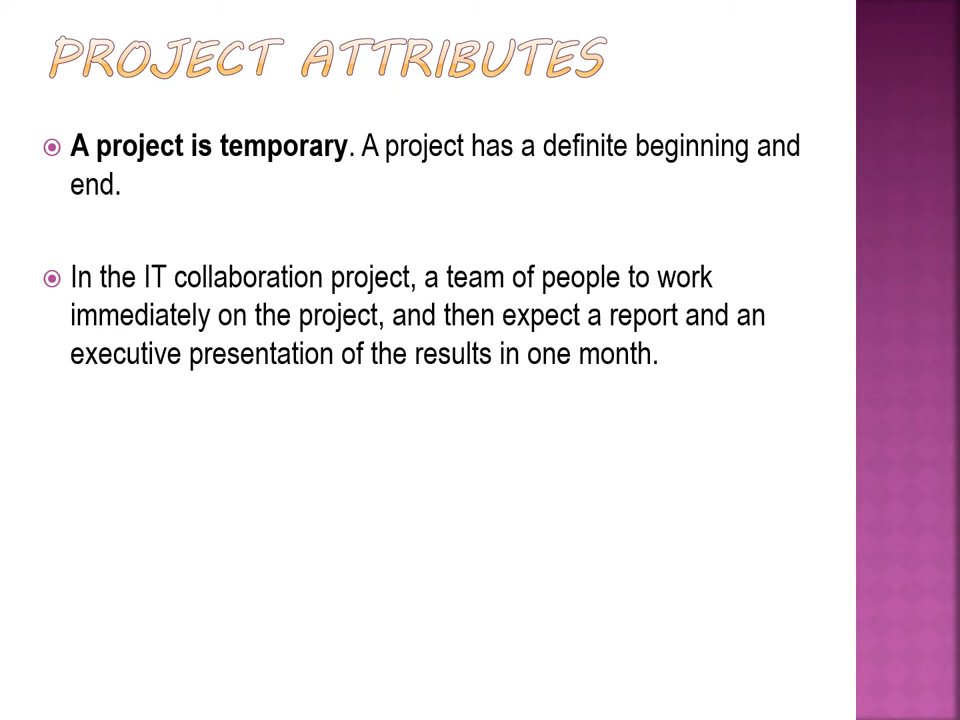 PROJECT ATTRIBUTES
A project is temporary. A project has a definite beginning and
end.
In the IT collaboration project, a team of people to work
immediately on the project, and then expect a report and an
executive presentation of the results in one month.